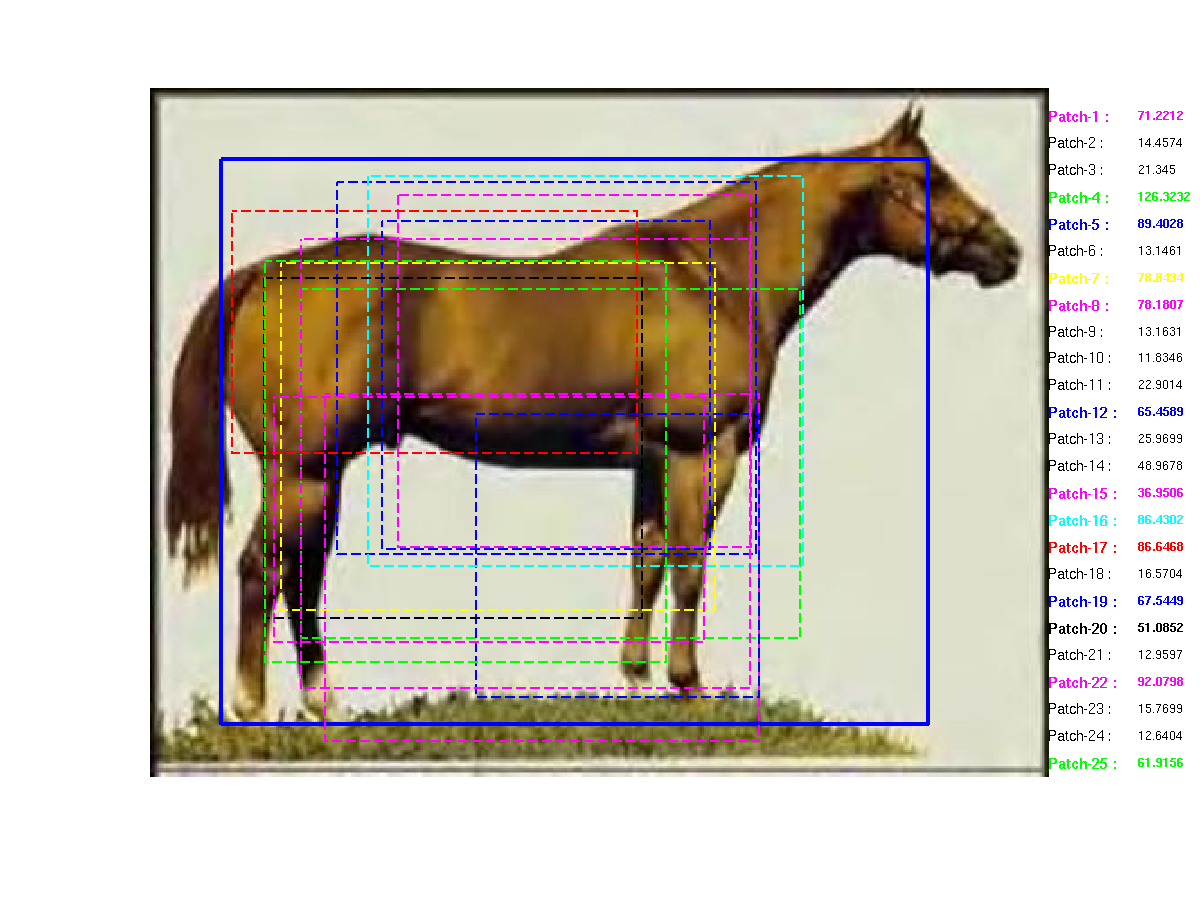 Patch-1 : 71.2212
Patch-2 : 14.4574
Patch-3 : 21.345
Patch-4 : 126.3232
Patch-5 : 89.4028
Patch-6 : 13.1461
Patch-7 : 78.8434
Patch-8 : 78.1807
Patch-9 : 13.1631
Patch-10 : 11.8346
Patch-11 : 22.9014
Patch-12 : 65.4589
Patch-13 : 25.9699
Patch-14 : 48.9678
Patch-15 : 36.9506
Patch-16 : 86.4302
Patch-17 : 86.6468
Patch-18 : 16.5704
Patch-19 : 67.5449
Patch-20 : 51.0852
Patch-21 : 12.9597
Patch-22 : 92.0798
Patch-23 : 15.7699
Patch-24 : 12.6404
Patch-25 : 61.9156